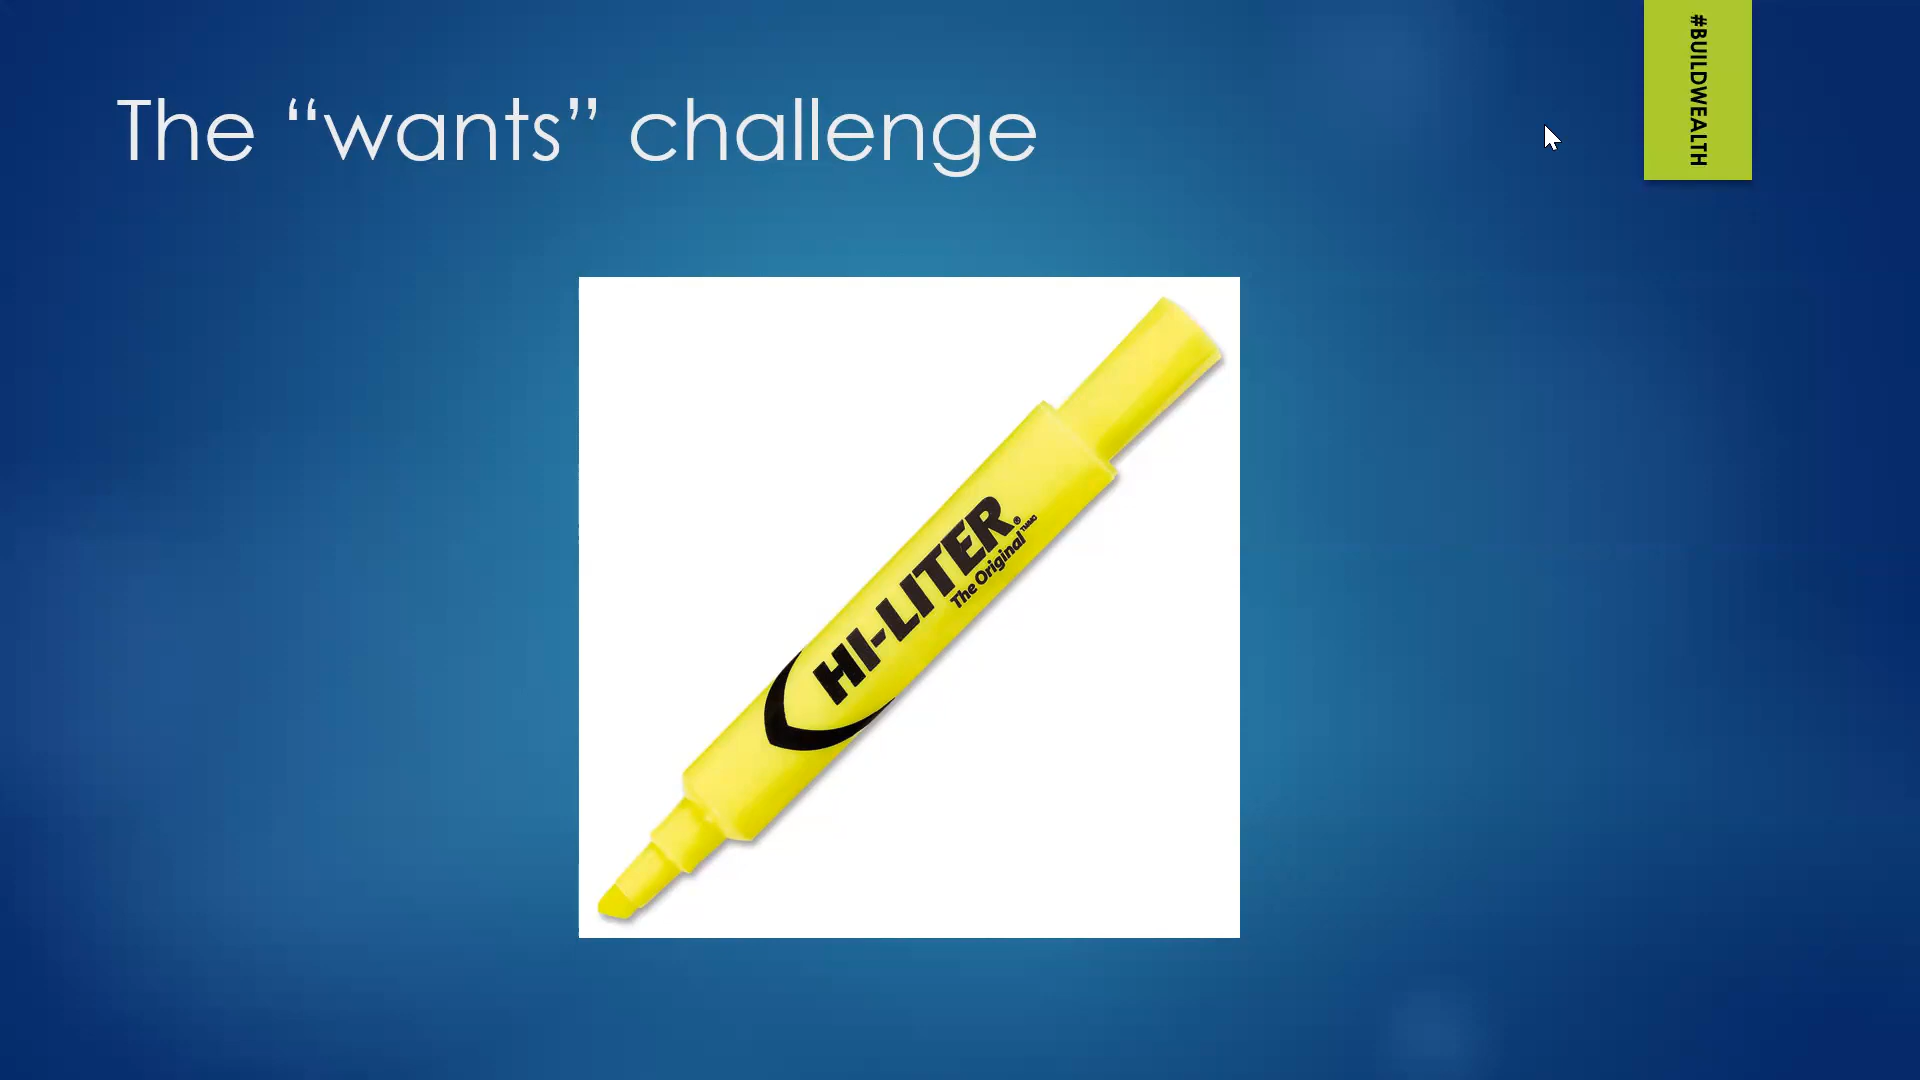 The “wants” challenge
#BUILDWEALTH
HI-LITER®
The Original